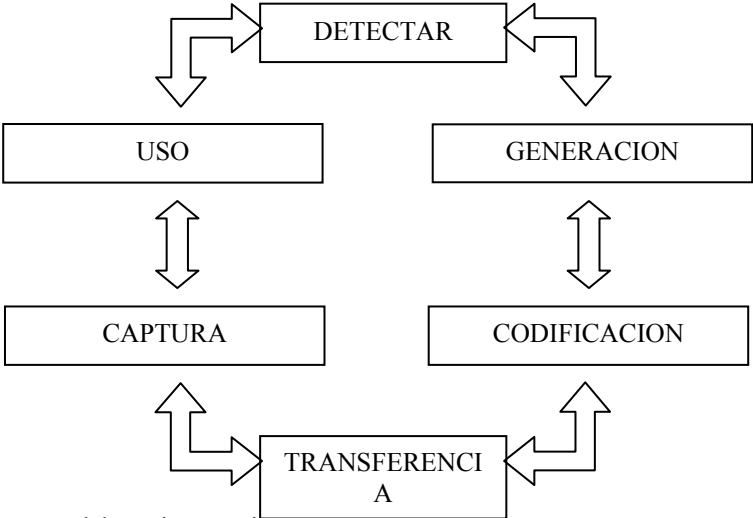 DETECTAR
USO
GENERACION
CAPTURA
CODIFICACION
TRANSFERENCI
A